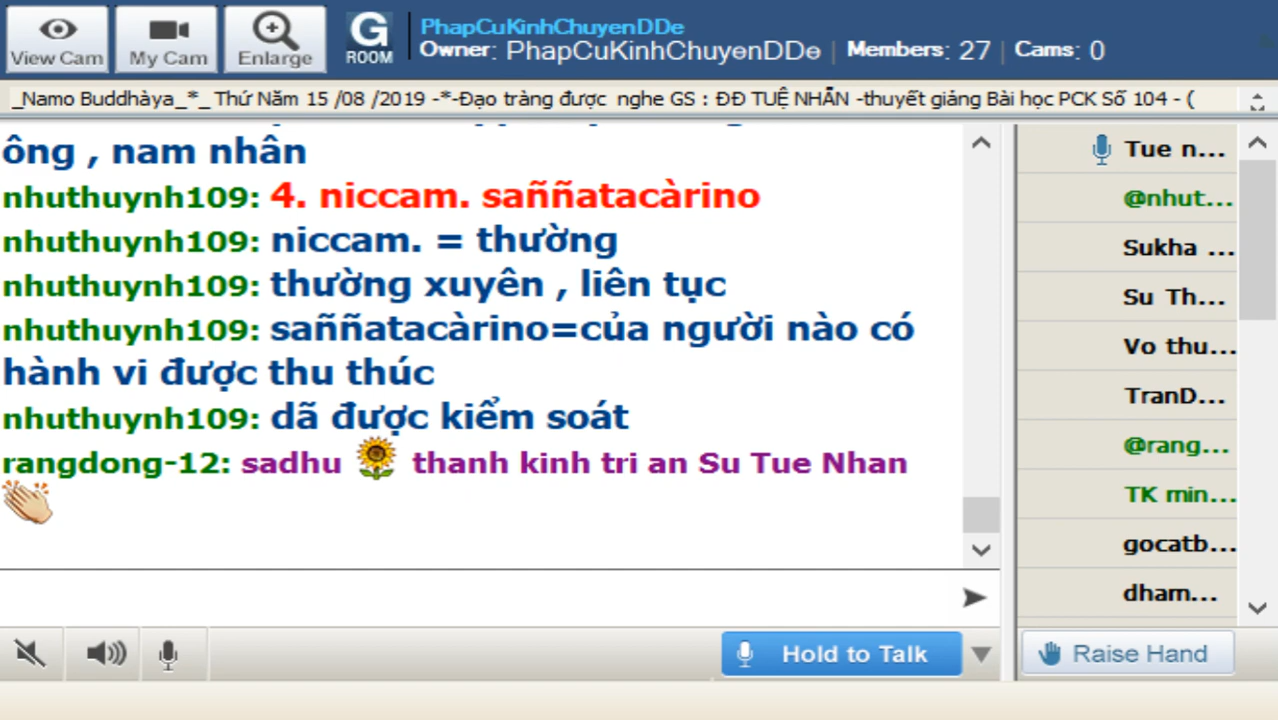 View Cam
My Cam
Enlarge
G
ROOM
PhapCuKinhChuyenDDe
Owner: PhapCuKinhChuyenDDe | Members: 27 | Cams: 0
_Namo Buddhàya_*_ Thứ Năm 15 /08 /2019 -*-Đạo tràng được nghe GS : ĐĐ TUỆ NHẪN -thuyết giảng Bài học PCK Số 104 - (
ông , nam nhân
nhuthuynh109: 4. niccam. saññatacàrino
nhuthuynh109: niccam. = thường
nhuthuynh109: thường xuyên , liên tục
nhuthuynh109: saññatacàrino=của người nào có
hành vi được thu thúc
nhuthuynh109: dã được kiểm soát
rangdong-12: sadhu thanh kinh tri an Su Tue Nhan
Tue n...
@nhut...
Sukha ...
Su Th...
Vo thu...
TranD...
@rang...
TK min...
gocatb...
dham...
Hold to Talk
Raise Hand